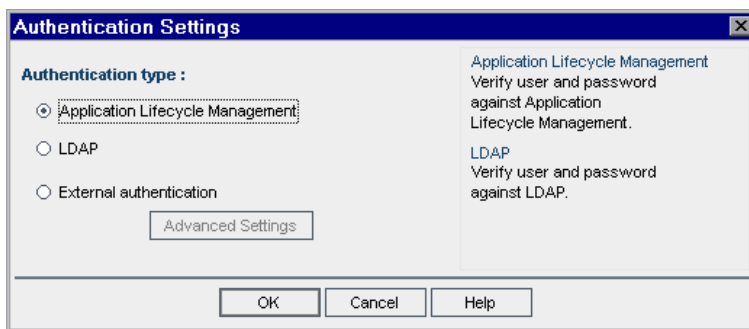 Authentication Settings
Authentication type :
Application Lifecycle Management
LDAP
External authentication
Advanced Settings
Application Lifecycle Management
Verify user and password
against Application
Lifecycle Management.
LDAP
Verify user and password
against LDAP.
OK
Cancel
Help